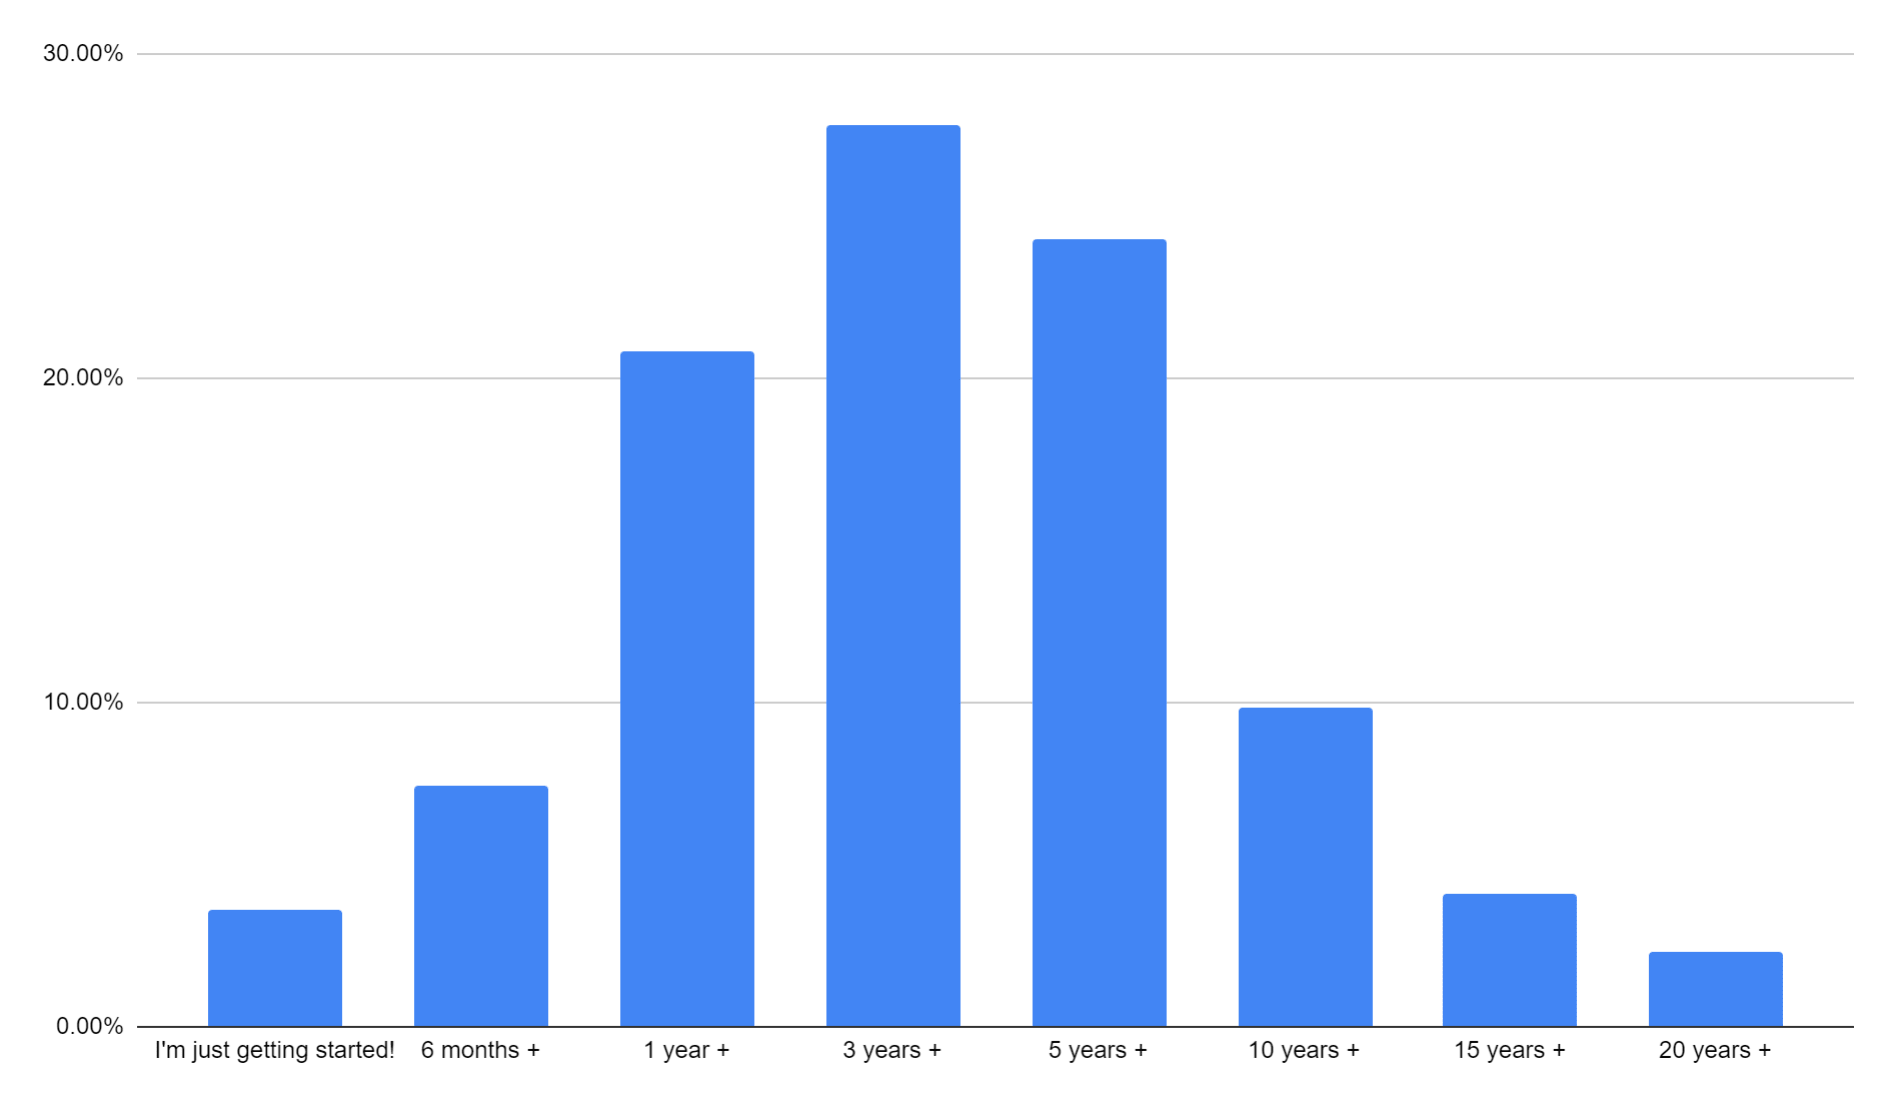 30.00%
20.00%
10.00%
0.00%
I'm just getting started!
6 months +
1 year +
3 years +
5 years +
10 years +
15 years +
20 years +